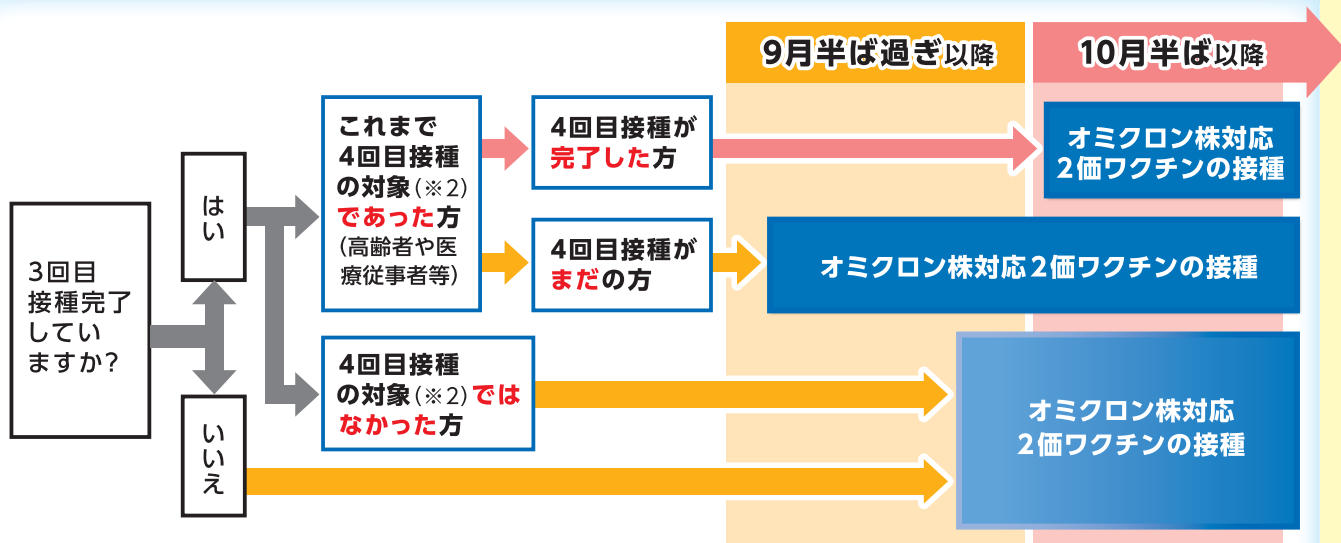 9月半ば過ぎ以降
10月半ば以降
3回目
接種完了
してい
ますか?
はい
いいえ
これまで
4回目接種
の対象(※2)
であった方
(高齢者や医
療従事者等)
4回目接種が
完了した方
オミクロン株対応
2価ワクチンの接種
4回目接種が
まだの方
オミクロン株対応2価ワクチンの接種
4回目接種
の対象(※2)では
なかった方
オミクロン株対応
2価ワクチンの接種